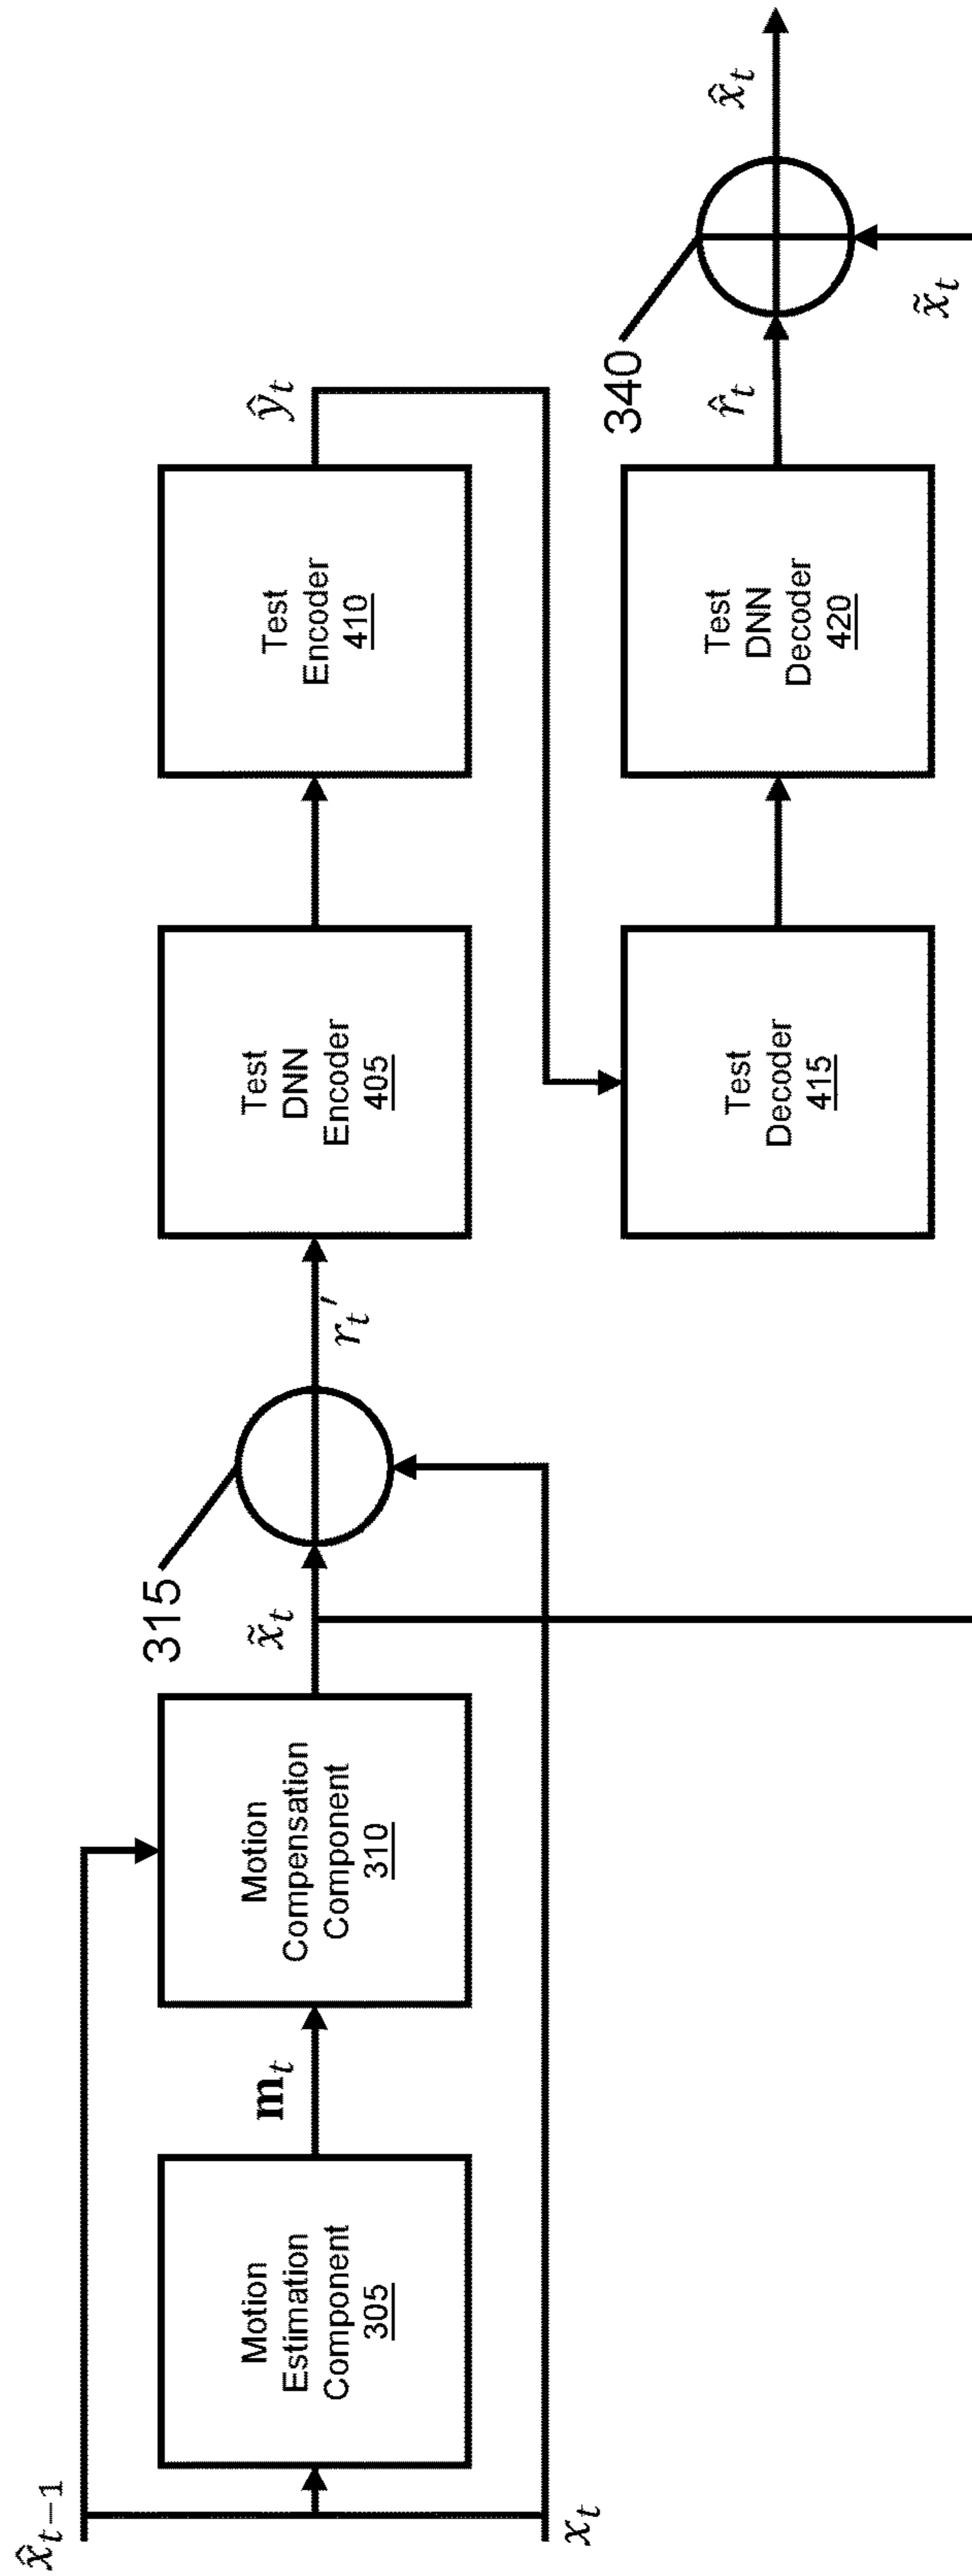 x̂ₜ₋₁
xₜ
Motion
Estimation
Component
305
mₜ
Motion
Compensation
Component
310
x̃ₜ
315
rₜ′
Test
DNN
Encoder
405
Test
Encoder
410
ŷₜ
Test
Decoder
415
Test
DNN
Decoder
420
r̂ₜ
340
x̃ₜ
x̂ₜ